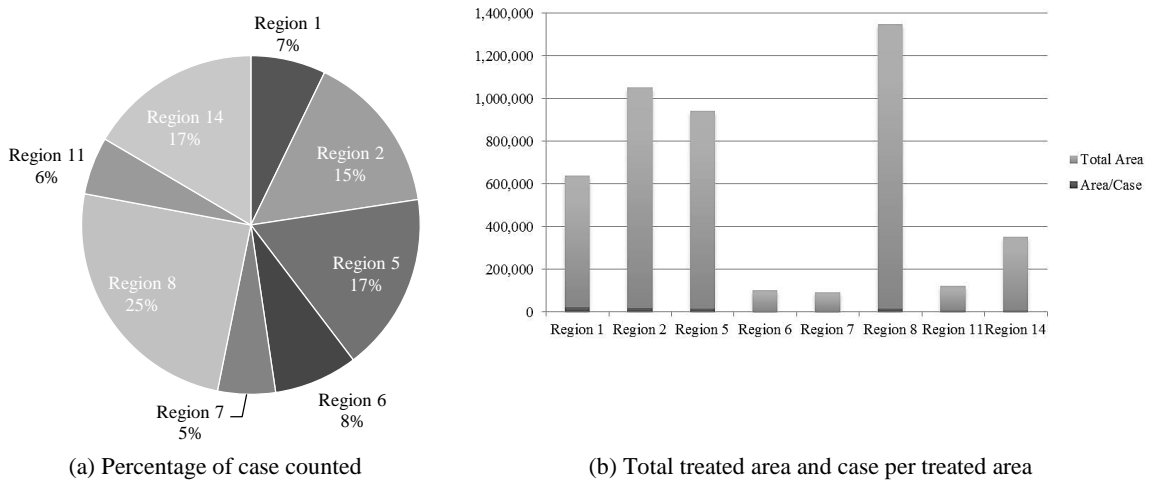 Region 1
7%
Region 2
15%
Region 5
17%
Region 6
8%
Region 7
5%
Region 8
25%
Region 11
6%
Region 14
17%
(a) Percentage of case counted
1,400,000
1,200,000
1,000,000
800,000
600,000
400,000
200,000
0
Region 1 Region 2 Region 5 Region 6 Region 7 Region 8 Region 11 Region 14
Total Area
Area/Case
(b) Total treated area and case per treated area